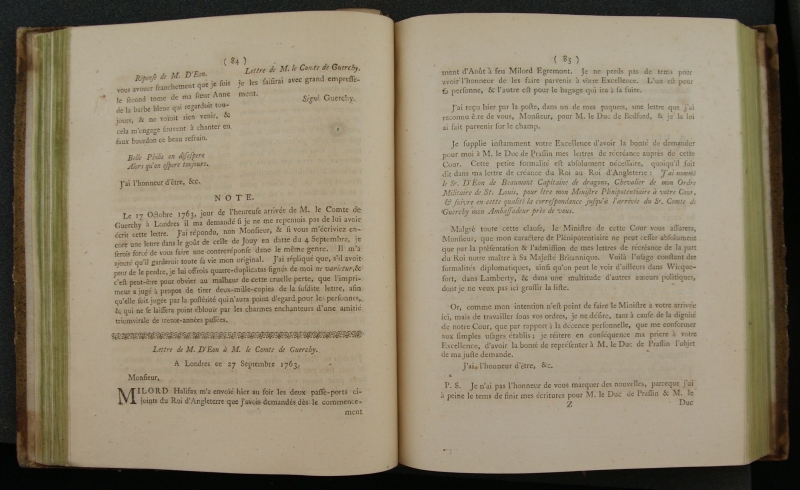 ( 84 )
Réponse de M. D'Eon.
vous avouer franchement que je suis
le second tome de ma sœur Anne
de la barbe bleue qui regardoit tou-
jours, & ne voïoit rien venir, &
cela m'engage souvent à chanter en
faux bourdon ce beau refrain.
Belle Philis on désespere
Alors qu'on espere toujours.
J'ai l'honneur d'être, &c.
Lettre de M. le Comte de Guerchy.
je les saisirai avec grand empresse-
ment.
Signé Guerchy.
NOTE.
Le 17 Octobre 1763, jour de l'heureuse arrivée de M. le Comte de
Guerchy à Londres il m'a demandé si je ne me repentois pas de lui avoir
écrit cette lettre. J'ai répondu, non Monsieur, & si vous m'écriviez en-
core une lettre dans le goût de celle de Jouy en datte du 4 Septembre, je
serois forcé de vous faire une contreréponse dans le même genre. Il m'a
ajouté qu'il garderoit toute sa vie mon original. J'ai répliqué que, s'il avoit
peur de le perdre, je lui offrois quatre-duplicatas signés de moi ne varietur, &
c'est peut-être pour obvier au malheur de cette cruelle perte, que l'impri-
meur a jugé à propos de tirer deux-mille-copies de la susdite lettre, afin
qu'elle soit jugée par la postérité qui n'aura point d'egard pour les personnes,
&, qui ne se laissera point éblouir par les charmes enchanteurs d'une amitié
triumvirale de trente-années passées.
Lettre de M. D'Eon à M. le Comte de Guerchy.
A Londres ce 27 Septembre 1763.
Monsieur,
MILORD Halifax m'a envoié hier au soir les deux passe-ports ci-
joints du Roi d'Angleterre que j'avois demandés dès le commence-
ment
( 85 )
ment d'Août à feu Milord Egremont. Je ne perds pas de tems pour
avoir l'honneur de les faire parvenir à votre Excellence. L'un est pour
sa personne, & l'autre est pour le bagage qui ira à sa suite.
J'ai reçu hier par la poste, dans un de mes paquets, une lettre que j'ai
reconnu être de vous, Monsieur, pour M. le Duc de Bedford, & je la lui
ai fait parvenir sur le champ.
Je supplie instamment votre Excellence d'avoir la bonté de demander
pour moi à M. le Duc de Praslin mes lettres de récréance auprès de cette
Cour. Cette petite formalité est absolument nécessaire, quoiqu'il soit
dit dans ma lettre de créance du Roi au Roi d'Angleterre : J'ai nommé
le Sr. D'Eon de Beaumont Capitaine de dragons, Chevalier de mon Ordre
Militaire de St. Louis, pour être mon Ministre Plénipotentiaire à votre Cour,
& suivre en cette qualité la correspondance jusqu'à l'arrivée du Sr. Comte de
Guerchy mon Ambassadeur près de vous.
Malgré toute cette clause, le Ministre de cette Cour vous assurera,
Monsieur, que mon caractere de Plénipotentiaire ne peut cesser absolument
que par la présentation & l'admission de mes lettres de récréance de la part
du Roi notre maître à Sa Majesté Britannique. Voilà l'usage constant des
formalités diplomatiques, ainsi qu'on peut le voir d'ailleurs dans Wicque-
fort, dans Lamberty, & dans une multitude d'autres auteurs politiques,
dont je ne veux pas ici grossir la liste.
Or, comme mon intention n'est point de faire le Ministre à votre arrivée
ici, mais de travailler sous vos ordres, je ne désire, tant à cause de la dignité
de notre Cour, que par rapport à la décence personnelle, que me conformer
aux simples usages établis ; je réitere en conséquence ma priere à votre
Excellence, d'avoir la bonté de représenter à M. le Duc de Praslin l'objet
de ma juste demande.
J'ai l'honneur d'être, &c.
P. S. Je n'ai pas l'honneur de vous marquer des nouvelles, parceque j'ai
à peine le tems de finir mes écritures pour M. le Duc de Praslin & M. le
Z
Duc